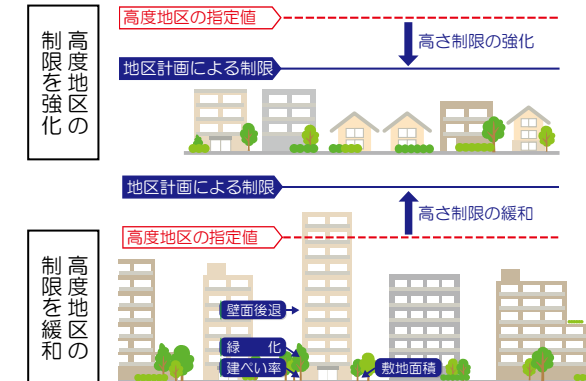 高度地区の
制限を強化
高度地区の指定値
高さ制限の強化
地区計画による制限
高度地区の
制限を緩和
地区計画による制限
高さ制限の緩和
高度地区の指定値
壁面後退
緑　化
建ぺい率
敷地面積